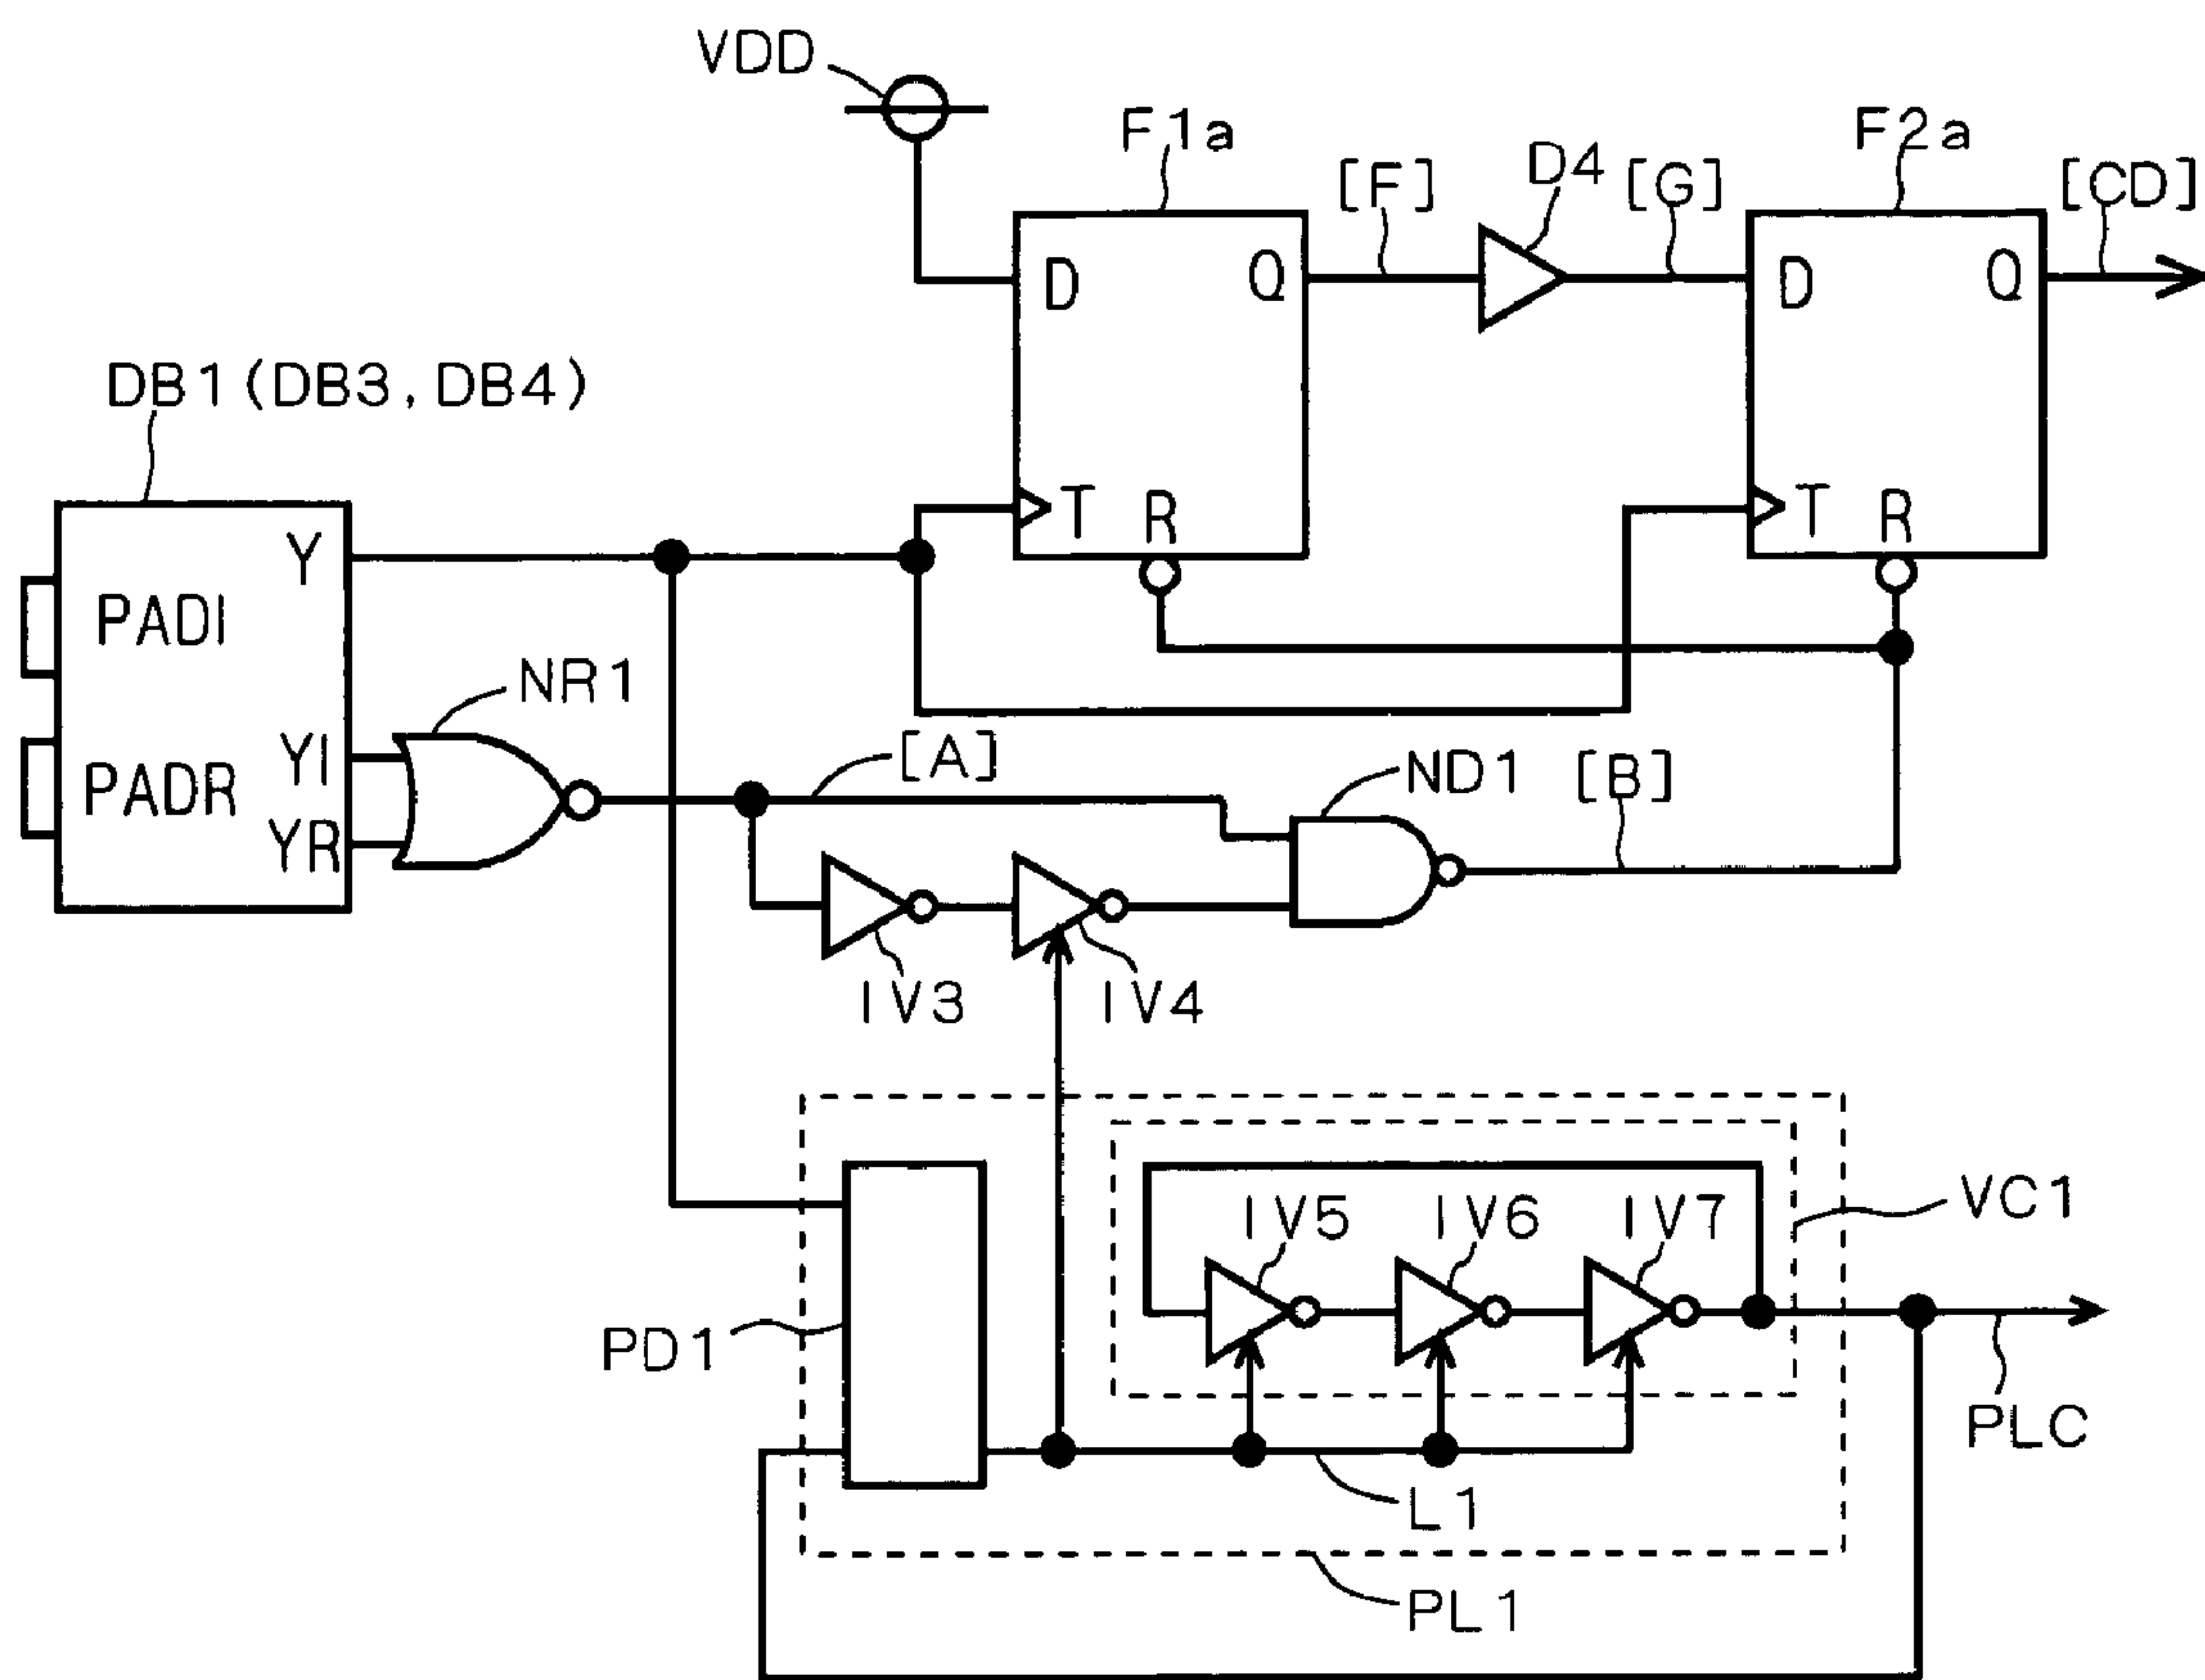 VDD
F1a
F2a
[F]
D4
[G]
[CD]
D
Q
D
Q
DB1(DB3,DB4)
T
R
T
R
Y
PADI
NR1
YI
[A]
ND1
[B]
PADR
YR
IV3
IV4
IV5
IV6
IV7
VC1
PD1
PLC
L1
PL1